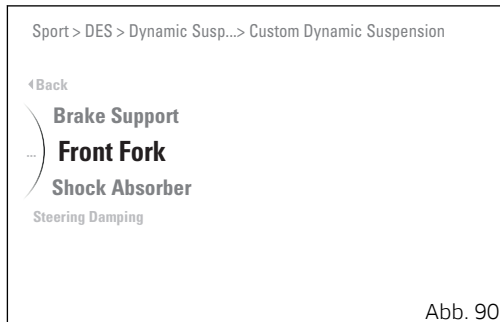 Sport > DES > Dynamic Susp...> Custom Dynamic Suspension
Back
Brake Support
...
Front Fork
Shock Absorber
Steering Damping
Abb. 90